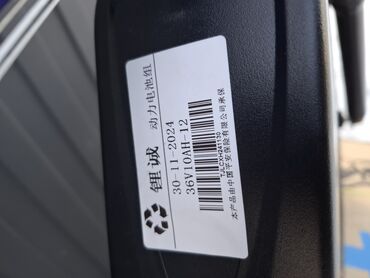 锂诚 动力电池组
30-11-2024
36V10AH-12
TJLCXH241130
本产品由中国平安保险有限公司承保